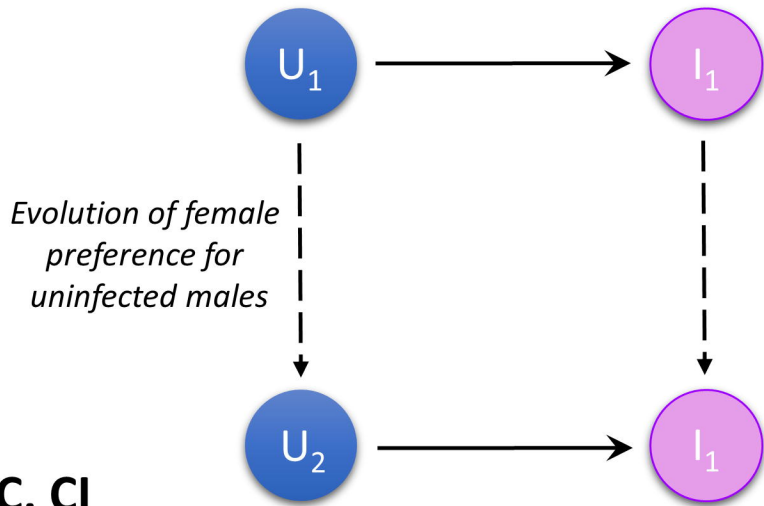 U1
I1
Evolution of female
preference for
uninfected males
U2
I1
C. CI